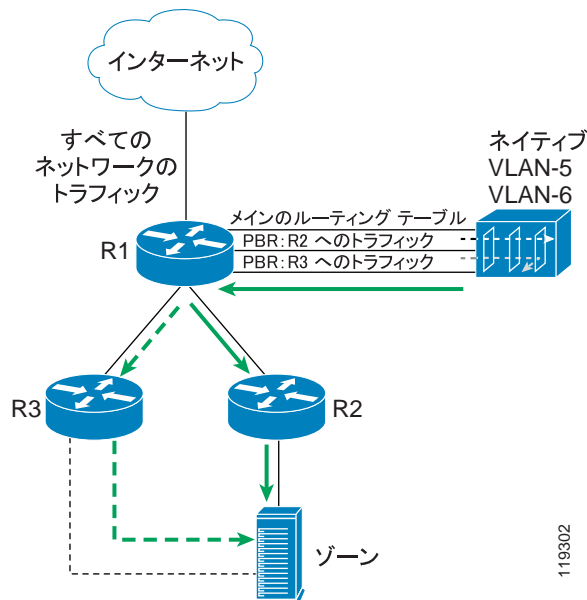 インターネット
すべての
ネットワークの
トラフィック
ネイティブ
VLAN-5
VLAN-6
メインのルーティング テーブル
PBR：R2 へのトラフィック
PBR：R3 へのトラフィック
R1
R3
R2
ゾーン
119302